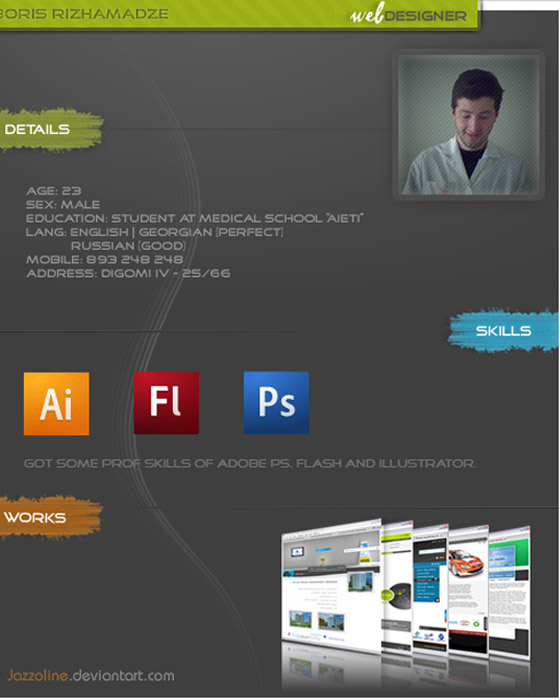 BORIS RIZHAMADZE
web DESIGNER
DETAILS
AGE: 23
SEX: MALE
EDUCATION: STUDENT AT MEDICAL SCHOOL "AIETI"
LANG: ENGLISH | GEORGIAN [PERFECT]
RUSSIAN [GOOD]
MOBILE: 893 248 248
ADDRESS: DIGOMI IV - 25/66
SKILLS
Ai
Fl
Ps
GOT SOME PROF SKILLS OF ADOBE PS. FLASH AND ILLUSTRATOR.
WORKS
Jazzoline.deviantart.com